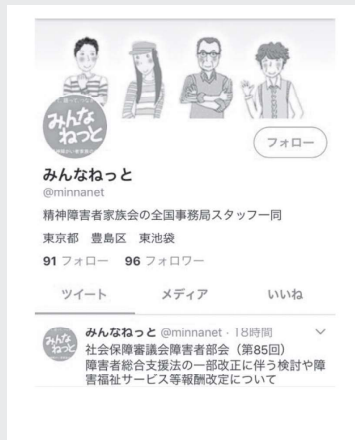 みんな
ねっと
フォロー
みんなねっと
@minnanet
精神障害者家族会の全国事務局スタッフ一同
東京都 豊島区 東池袋
91 フォロー 96 フォロワー
ツイート メディア いいね
みんな
ねっと
みんなねっと @minnanet · 18時間
社会保障審議会障害者部会（第85回）
障害者総合支援法の一部改正に伴う検討や障
害福祉サービス等報酬改定について